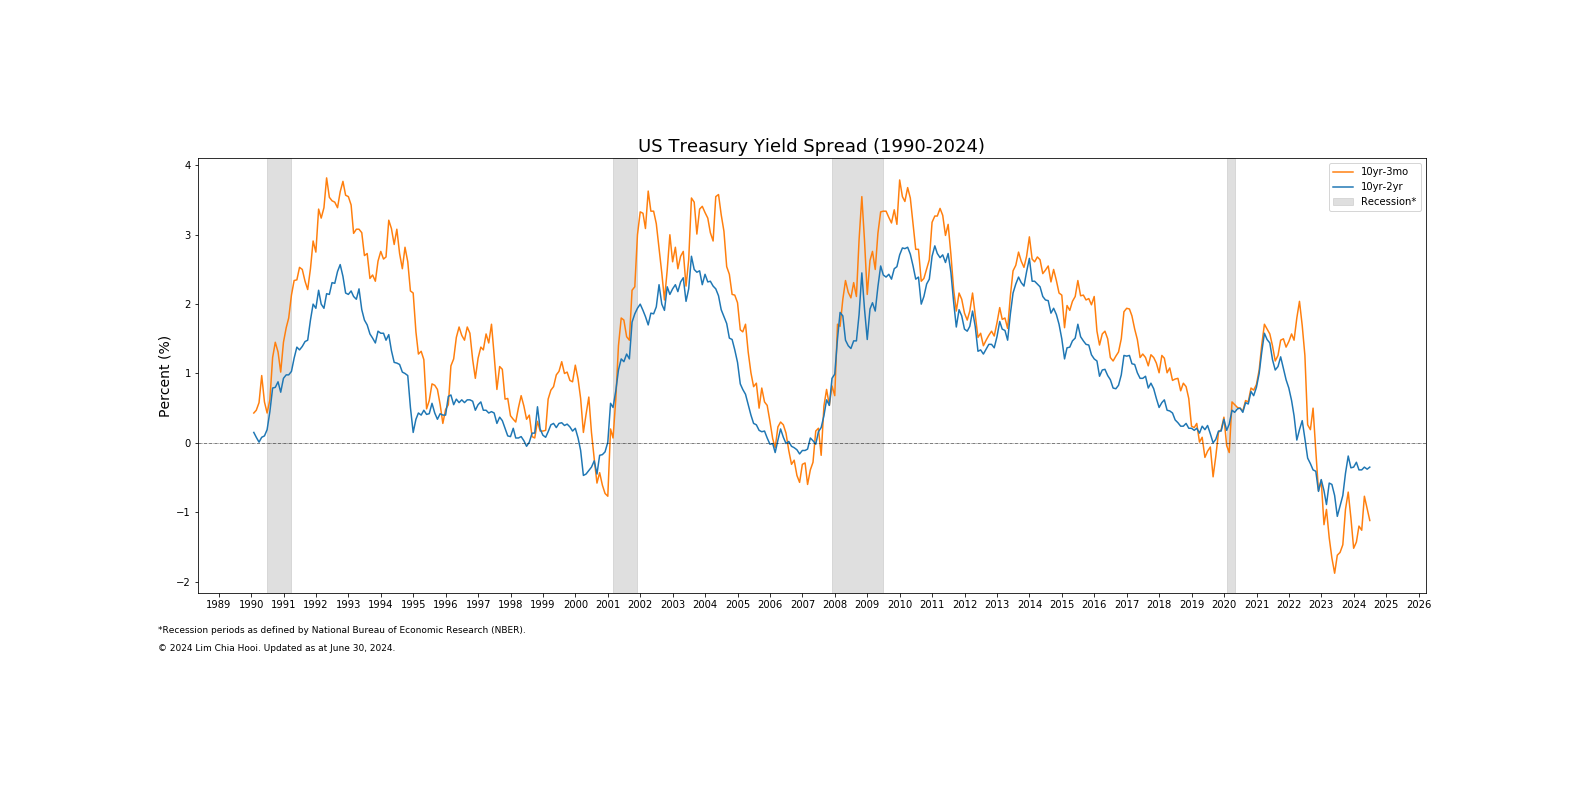 US Treasury Yield Spread (1990-2024)
10yr-3mo
10yr-2yr
Recession*
Percent (%)
4
3
2
1
0
−1
−2
1989 1990 1991 1992 1993 1994 1995 1996 1997 1998 1999 2000 2001 2002 2003 2004 2005 2006 2007 2008 2009 2010 2011 2012 2013 2014 2015 2016 2017 2018 2019 2020 2021 2022 2023 2024 2025 2026
*Recession periods as defined by National Bureau of Economic Research (NBER).
© 2024 Lim Chia Hooi. Updated as at June 30, 2024.